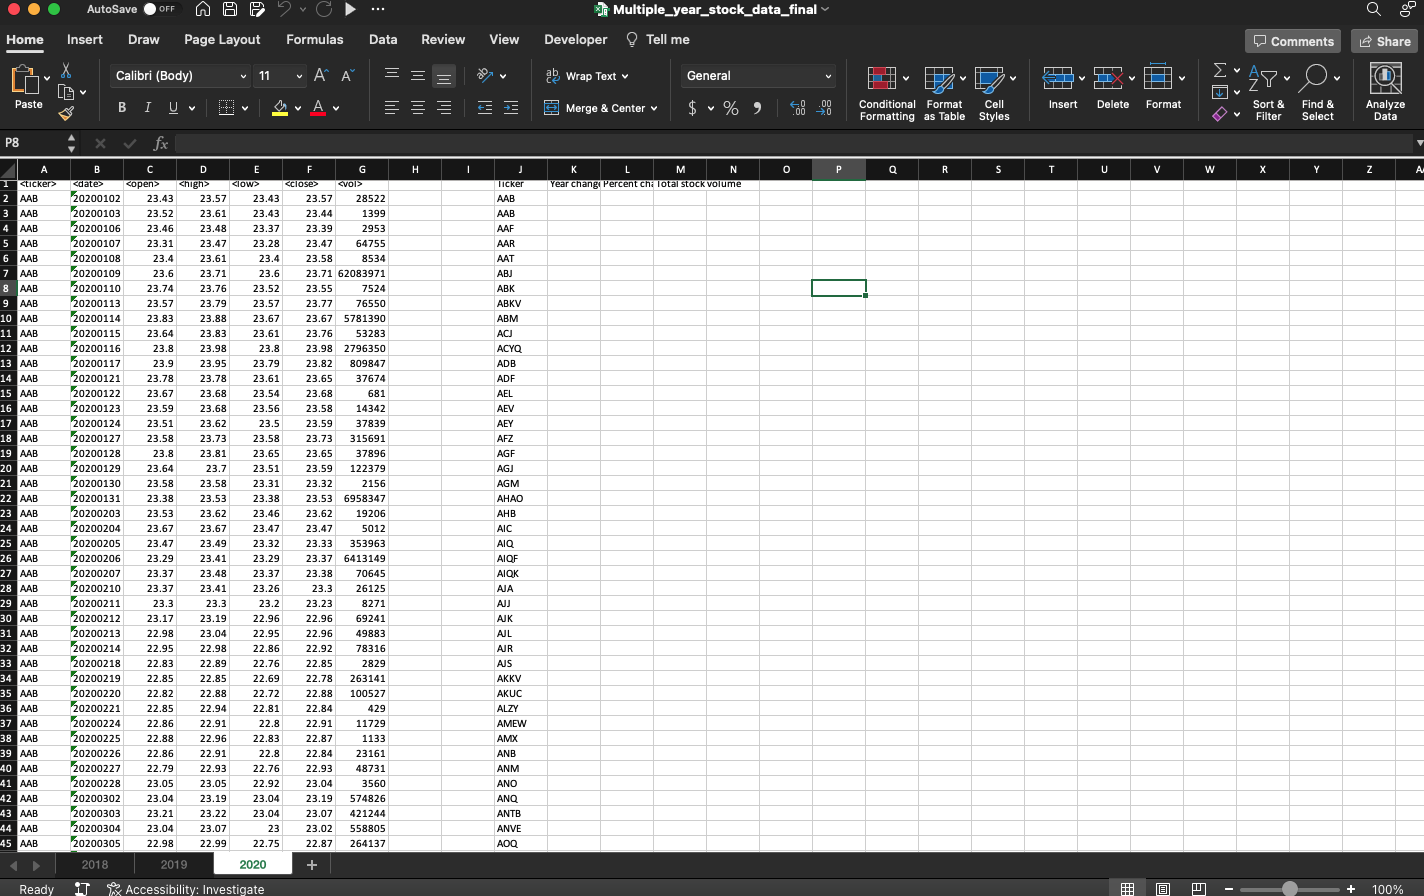 AutoSave OFF Multiple_year_stock_data_final
Home Insert Draw Page Layout Formulas Data Review View Developer Tell me Comments Share
Calibri (Body) 11 A^ A Wrap Text General
Paste B I U A Merge & Center $ % Conditional Formatting Format as Table Cell Styles Insert Delete Format Sort & Filter Find & Select Analyze Data
P8 fx
A B C D E F G H I J K L M N O P Q R S T U V W X Y Z
1 <ticker> <date> <open> <high> <low> <close> <vol> Ticker Year change Percent cha Total stock volume
2 AAB 20200102 23.43 23.57 23.43 23.57 28522 AAB
3 AAB 20200103 23.52 23.61 23.43 23.44 1399 AAB
4 AAB 20200106 23.46 23.48 23.37 23.39 2953 AAF
5 AAB 20200107 23.31 23.47 23.28 23.47 64755 AAR
6 AAB 20200108 23.4 23.61 23.4 23.58 8534 AAT
7 AAB 20200109 23.6 23.71 23.6 23.71 62083971 ABJ
8 AAB 20200110 23.74 23.76 23.52 23.55 7524 ABK
9 AAB 20200113 23.57 23.79 23.57 23.77 76550 ABKV
10 AAB 20200114 23.83 23.88 23.67 23.67 5781390 ABM
11 AAB 20200115 23.64 23.83 23.61 23.76 53283 ACJ
12 AAB 20200116 23.8 23.98 23.8 23.98 2796350 ACYQ
13 AAB 20200117 23.9 23.95 23.79 23.82 809847 ADB
14 AAB 20200121 23.78 23.78 23.61 23.65 37674 ADF
15 AAB 20200122 23.67 23.68 23.54 23.68 681 AEL
16 AAB 20200123 23.59 23.68 23.56 23.58 14342 AEV
17 AAB 20200124 23.51 23.62 23.5 23.59 37839 AEY
18 AAB 20200127 23.58 23.73 23.58 23.73 315691 AFZ
19 AAB 20200128 23.8 23.81 23.65 23.65 37896 AGF
20 AAB 20200129 23.64 23.7 23.51 23.59 122379 AGJ
21 AAB 20200130 23.58 23.58 23.31 23.32 2156 AGM
22 AAB 20200131 23.38 23.53 23.38 23.53 6958347 AHAO
23 AAB 20200203 23.53 23.62 23.46 23.62 19206 AHB
24 AAB 20200204 23.67 23.67 23.47 23.47 5012 AIC
25 AAB 20200205 23.47 23.49 23.32 23.33 353963 AIQ
26 AAB 20200206 23.29 23.41 23.29 23.37 6413149 AIQF
27 AAB 20200207 23.37 23.48 23.37 23.38 70645 AIQK
28 AAB 20200210 23.37 23.41 23.26 23.3 26125 AJA
29 AAB 20200211 23.3 23.3 23.2 23.23 8271 AJJ
30 AAB 20200212 23.17 23.19 22.96 22.96 69241 AJK
31 AAB 20200213 22.98 23.04 22.95 22.96 49883 AJL
32 AAB 20200214 22.95 22.98 22.86 22.92 78316 AJR
33 AAB 20200218 22.83 22.89 22.76 22.85 2829 AJS
34 AAB 20200219 22.85 22.85 22.69 22.78 263141 AKKV
35 AAB 20200220 22.82 22.88 22.72 22.88 100527 AKUC
36 AAB 20200221 22.85 22.94 22.81 22.84 429 ALZY
37 AAB 20200224 22.86 22.91 22.8 22.91 11729 AMEW
38 AAB 20200225 22.88 22.96 22.83 22.87 1133 AMX
39 AAB 20200226 22.86 22.91 22.8 22.84 23161 ANB
40 AAB 20200227 22.79 22.93 22.76 22.93 48731 ANM
41 AAB 20200228 23.05 23.05 22.92 23.04 3560 ANO
42 AAB 20200302 23.04 23.19 23.04 23.19 574826 ANQ
43 AAB 20200303 23.21 23.22 23.04 23.07 421244 ANTB
44 AAB 20200304 23.04 23.07 23 23.02 558805 ANVE
45 AAB 20200305 22.98 22.99 22.75 22.87 264137 AOQ
2018 2019 2020 +
Ready Accessibility: Investigate − + 100%